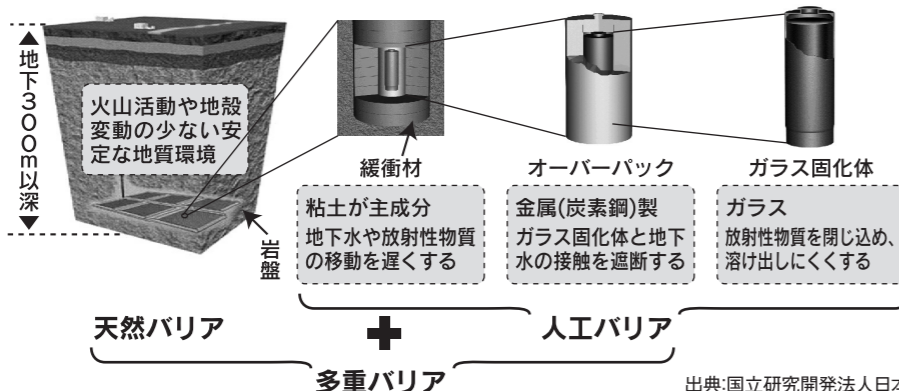 地下300m以深
火山活動や地殻
変動の少ない安
定な地質環境
岩盤
緩衝材
粘土が主成分
地下水や放射性物質
の移動を遅くする
オーバーパック
金属(炭素鋼)製
ガラス固化体と地下
水の接触を遮断する
ガラス固化体
ガラス
放射性物質を閉じ込め、
溶け出しにくくする
天然バリア
+
人工バリア
多重バリア
出典:国立研究開発法人日本